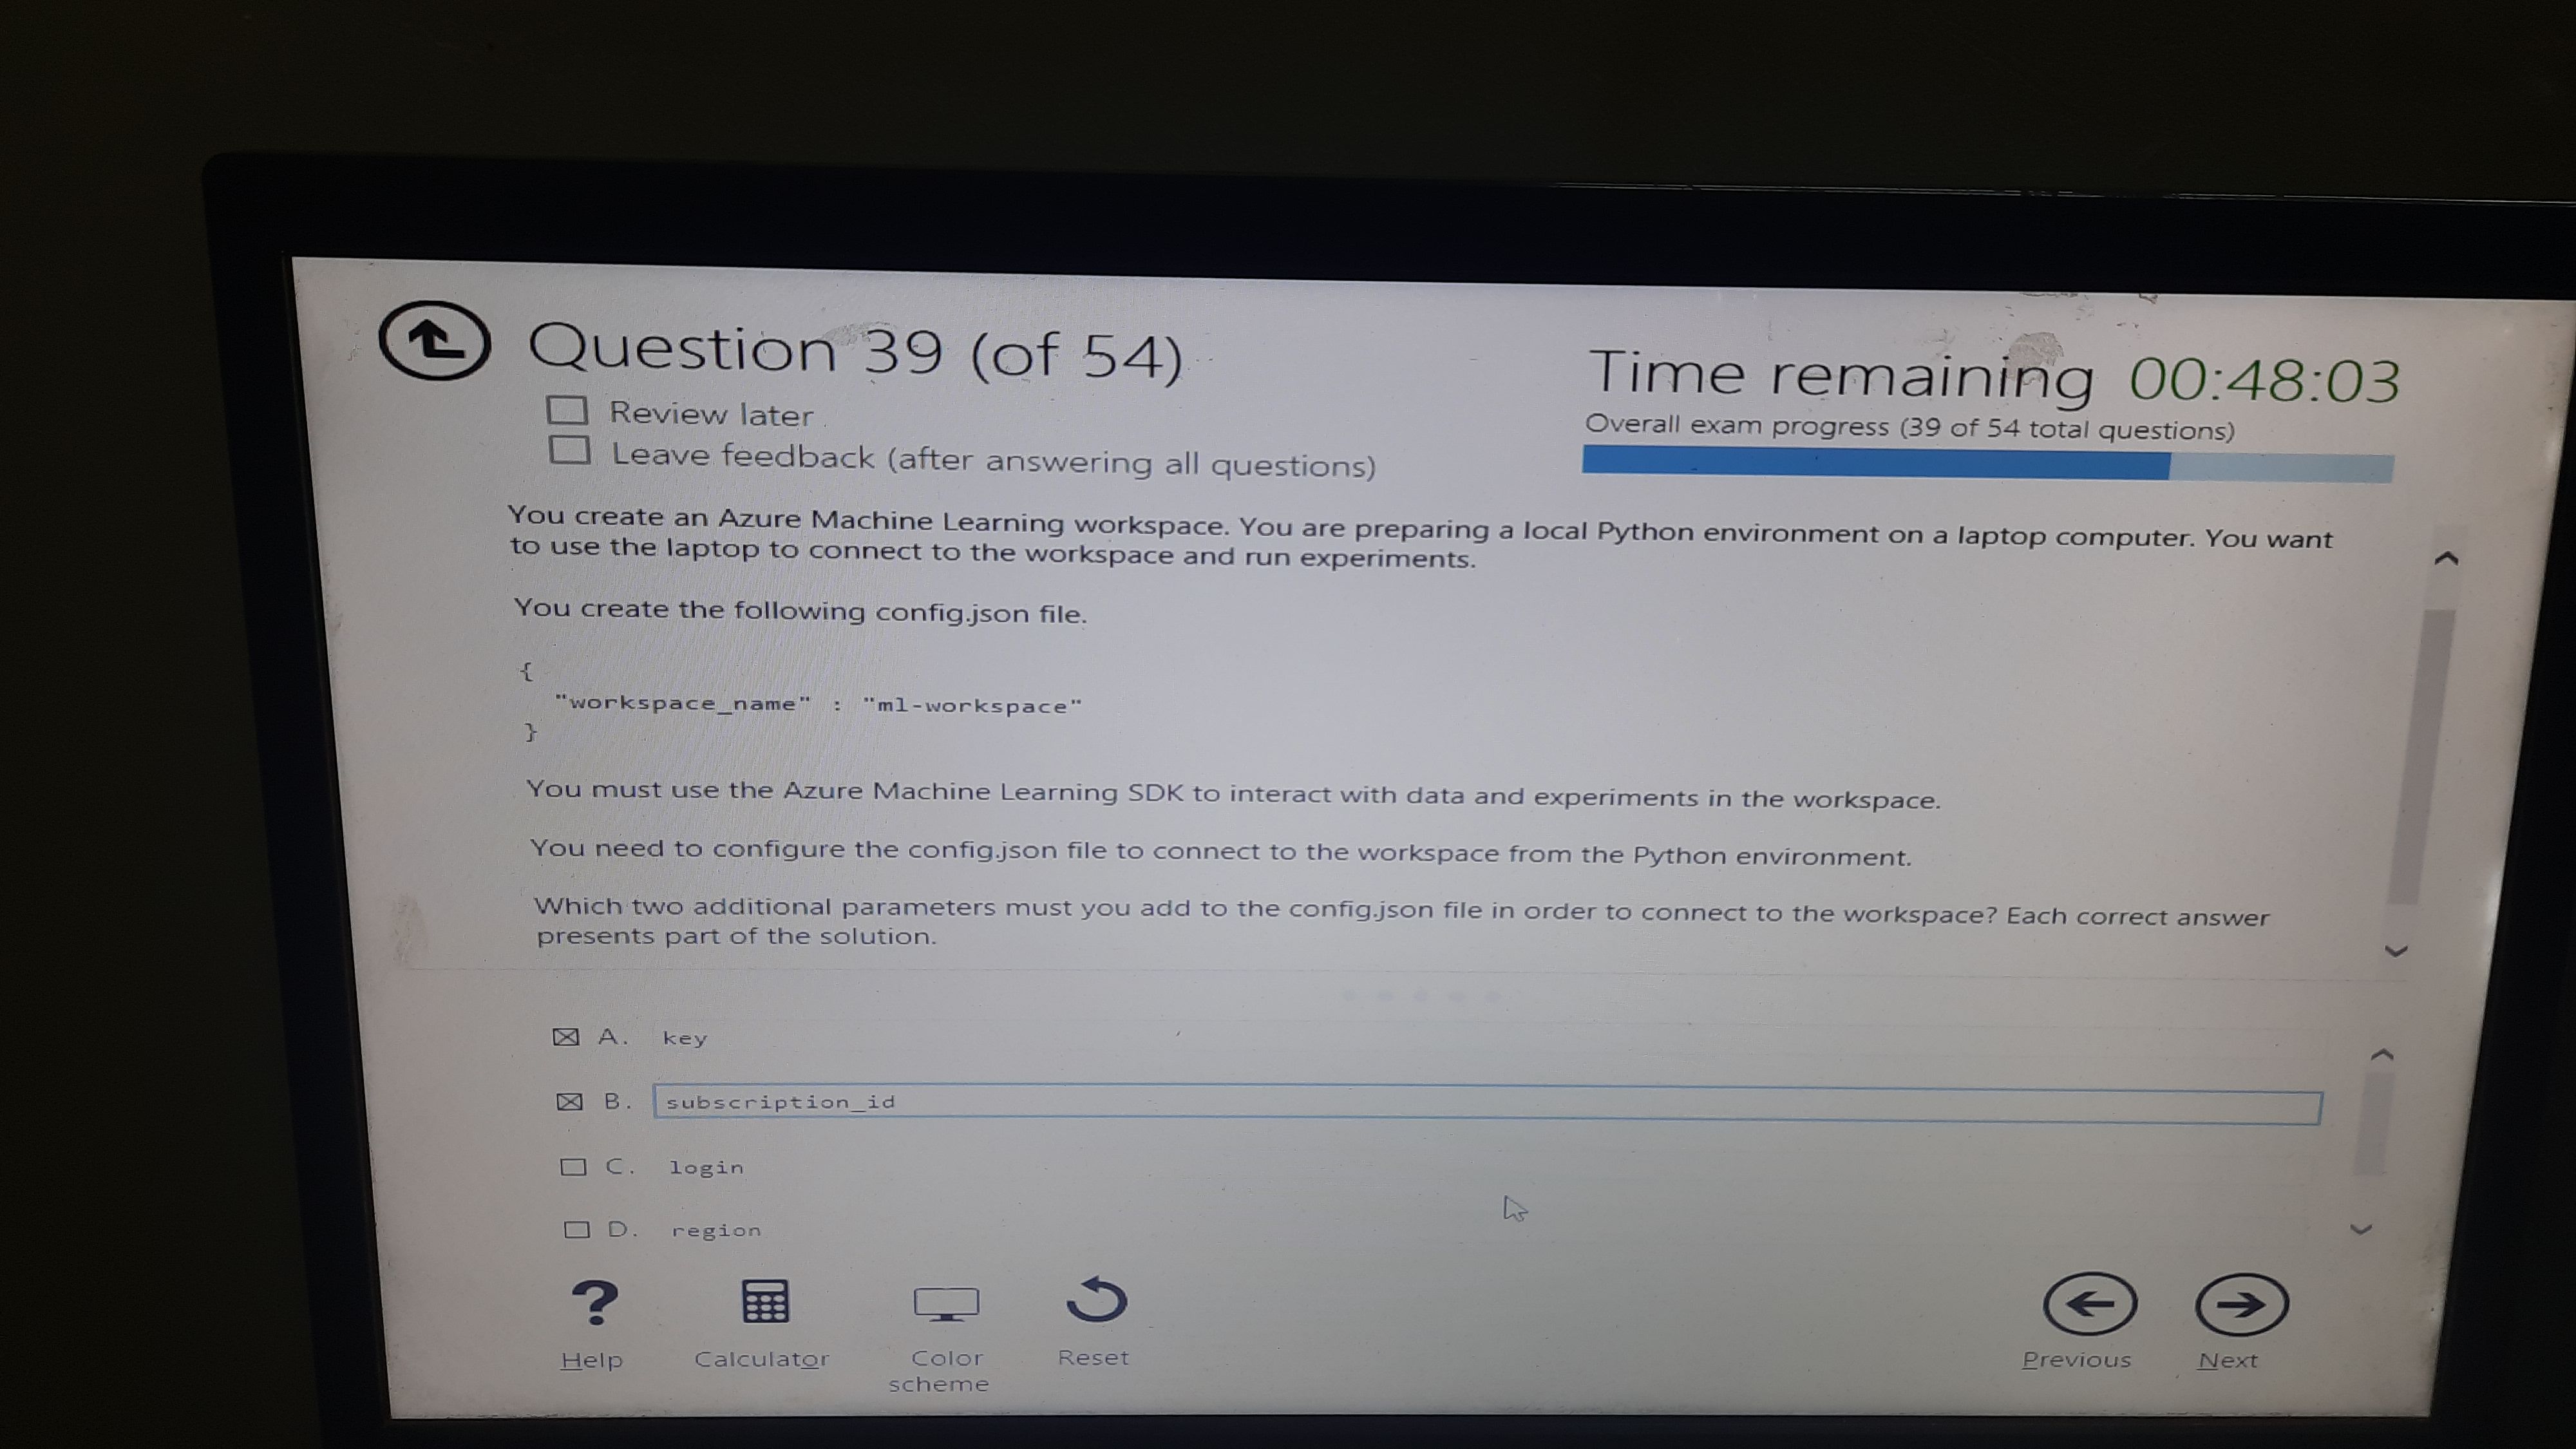 Question 39 (of 54)
Time remaining 00:48:03
Review later
Overall exam progress (39 of 54 total questions)
Leave feedback (after answering all questions)
You create an Azure Machine Learning workspace. You are preparing a local Python environment on a laptop computer. You want
to use the laptop to connect to the workspace and run experiments.
You create the following config.json file.
{
"workspace_name" : "ml-workspace"
}
You must use the Azure Machine Learning SDK to interact with data and experiments in the workspace.
You need to configure the config.json file to connect to the workspace from the Python environment.
Which two additional parameters must you add to the config.json file in order to connect to the workspace? Each correct answer
presents part of the solution.
A. key
B. subscription_id
C. login
D. region
?
Help
Calculator
Color
scheme
Reset
Previous
Next